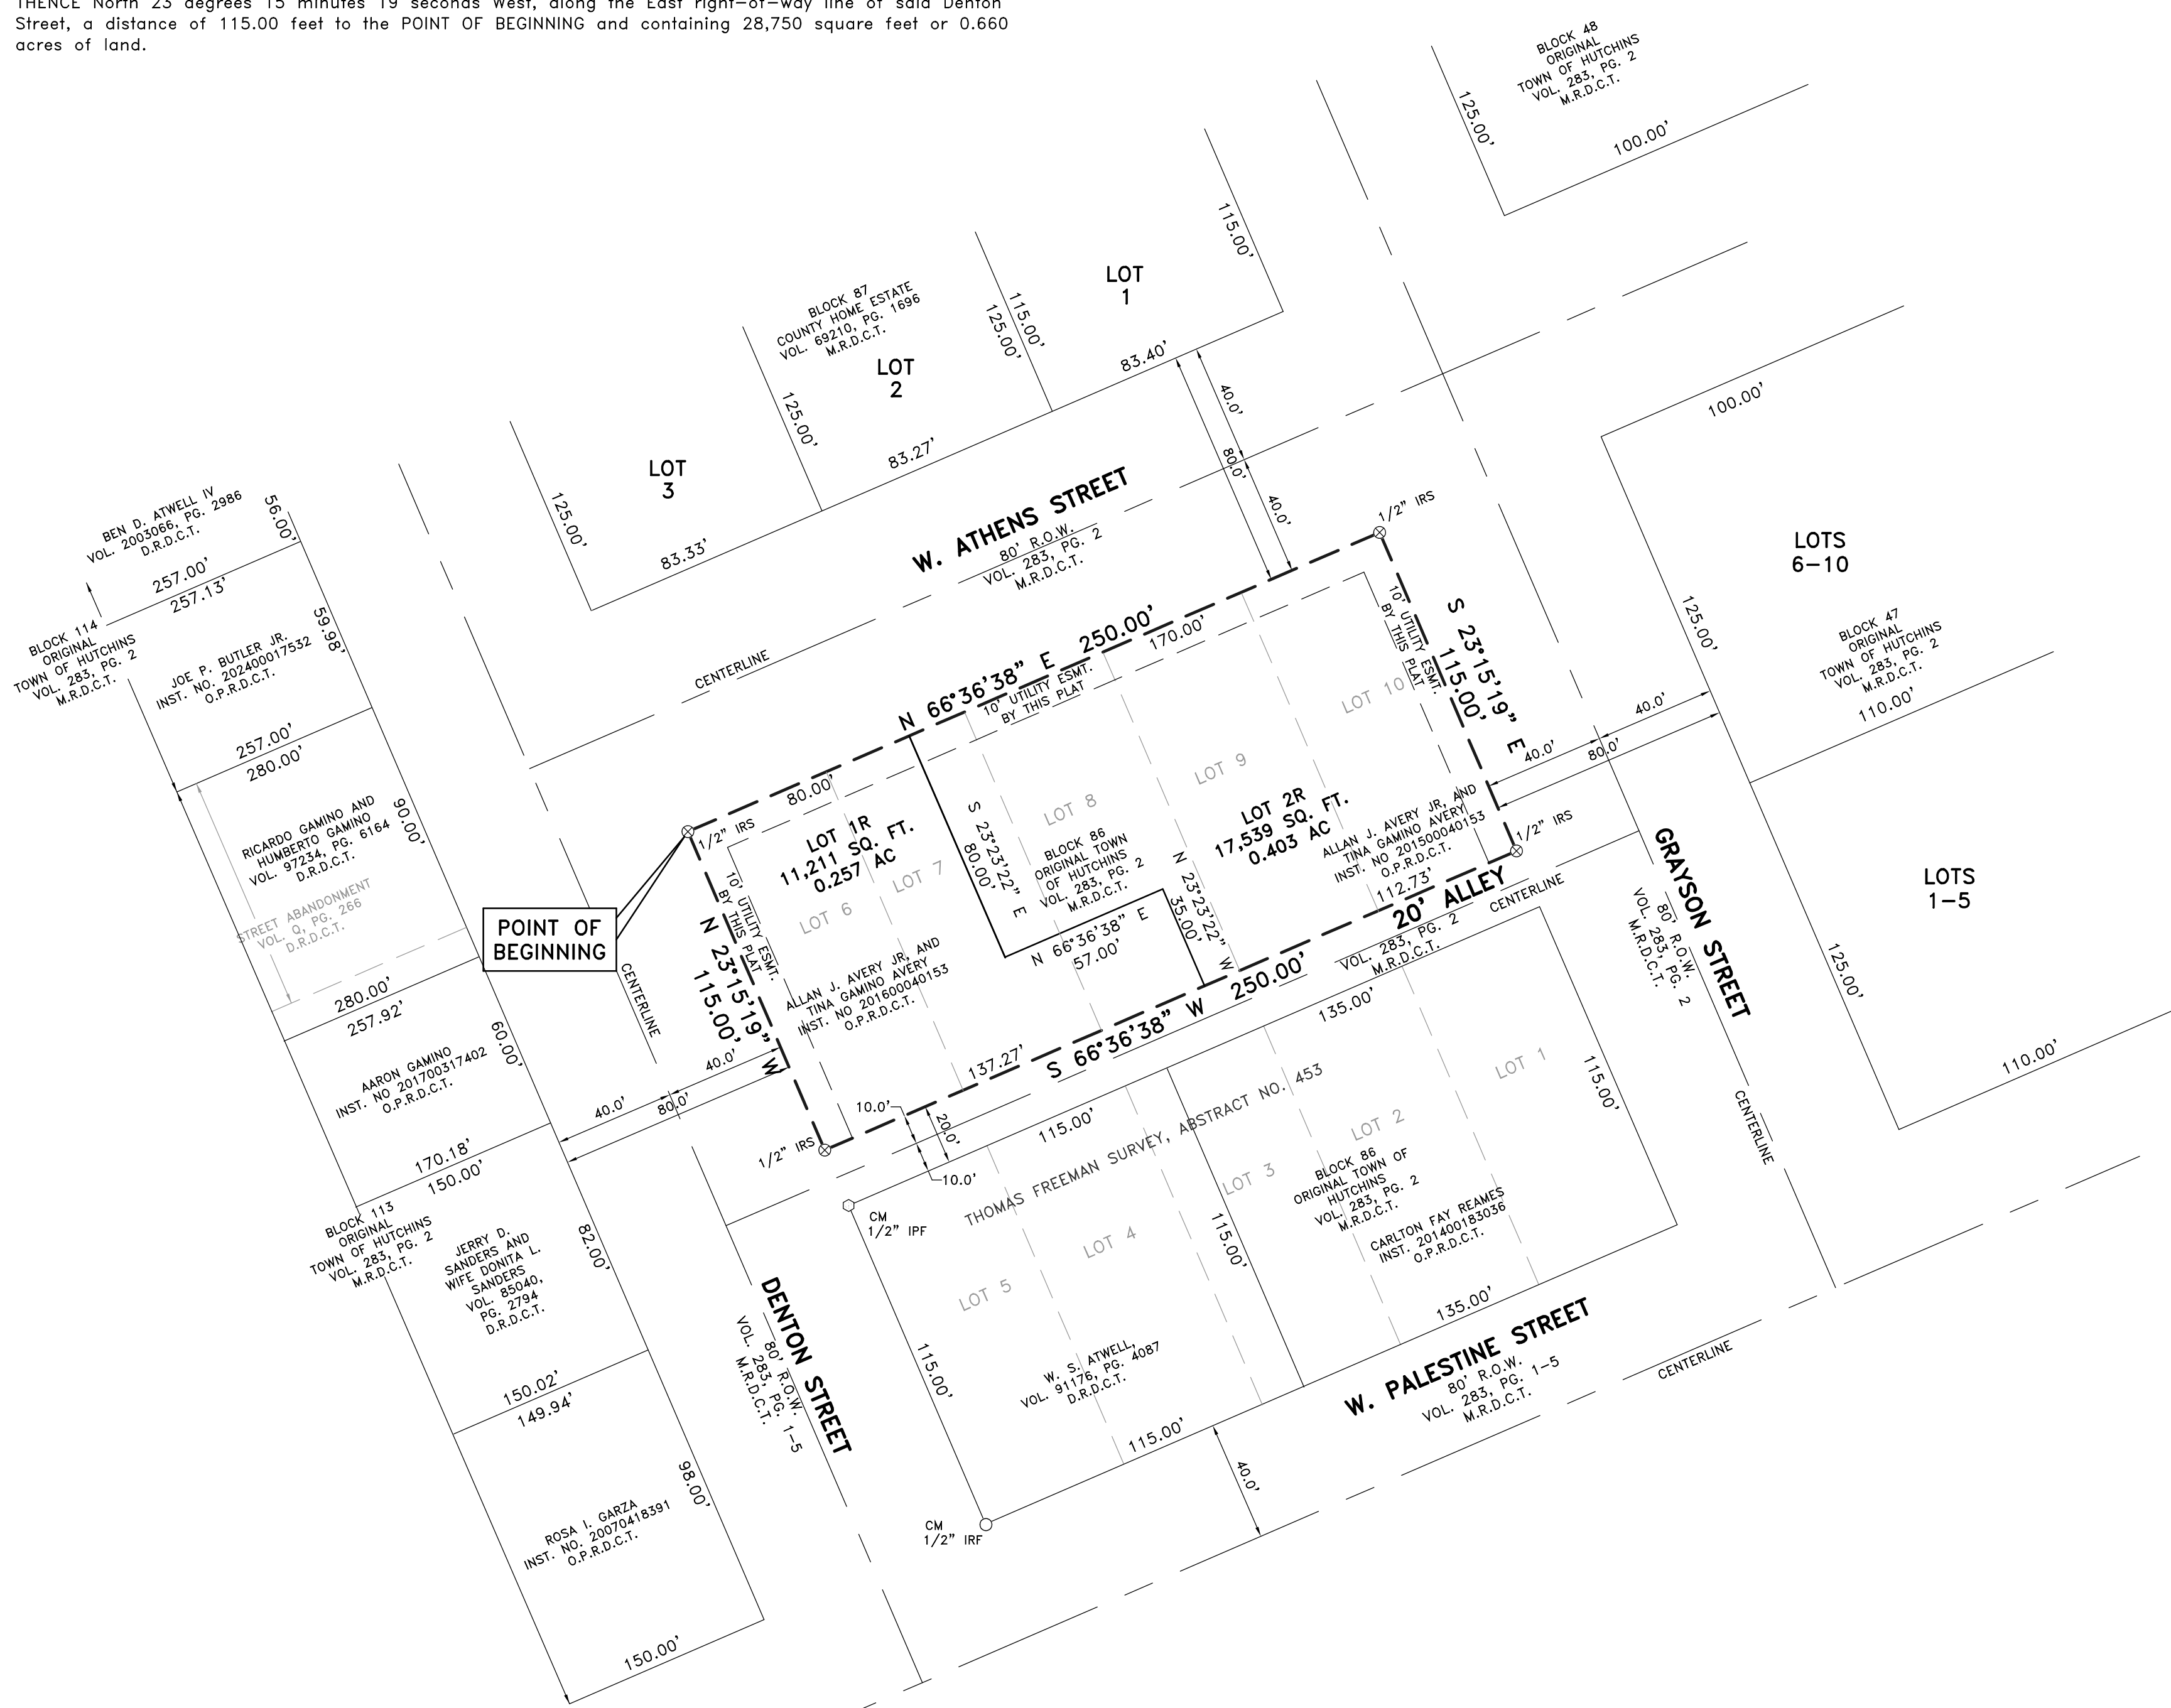 THENCE North 23 degrees 15 minutes 19 seconds West, along the East right-of-way line of said Denton
Street, a distance of 115.00 feet to the POINT OF BEGINNING and containing 28,750 square feet or 0.660
acres of land.
BLOCK 48
ORIGINAL
TOWN OF HUTCHINS
VOL. 283, PG. 2
M.R.D.C.T.
125.00'
100.00'
115.00'
LOT
1
BLOCK 87
COUNTY HOME ESTATE
VOL. 69210, PG. 1696
M.R.D.C.T.
115.00'
125.00'
LOT
2
83.40'
125.00'
83.27'
LOT
3
125.00'
83.33'
40.0'
80.0'
40.0'
W. ATHENS STREET
80' R.O.W.
VOL. 283, PG. 2
M.R.D.C.T.
CENTERLINE
100.00'
LOTS
6-10
125.00'
BLOCK 47
ORIGINAL
TOWN OF HUTCHINS
VOL. 283, PG. 2
M.R.D.C.T.
110.00'
LOTS
1-5
125.00'
110.00'
BEN D. ATWELL IV
VOL. 2003066, PG. 2986
D.R.D.C.T.
56.00'
257.00'
257.13'
BLOCK 114
ORIGINAL
TOWN OF HUTCHINS
VOL. 283, PG. 2
M.R.D.C.T.
JOE P. BUTLER JR.
INST. NO. 202400017532
O.P.R.D.C.T.
59.98'
257.00'
280.00'
RICARDO GAMINO AND
HUMBERTO GAMINO
VOL. 97234, PG. 6164
D.R.D.C.T.
90.00'
STREET ABANDONMENT
VOL. Q, PG. 266
D.R.D.C.T.
280.00'
257.92'
AARON GAMINO
INST. NO 201700317402
O.P.R.D.C.T.
60.00'
170.18'
150.00'
BLOCK 113
ORIGINAL
TOWN OF HUTCHINS
VOL. 283, PG. 2
M.R.D.C.T.
JERRY D.
SANDERS AND
WIFE DONITA L.
SANDERS
VOL. 85040,
PG. 2794
D.R.D.C.T.
82.00'
150.02'
149.94'
ROSA I. GARZA
INST. NO. 20070418391
O.P.R.D.C.T.
98.00'
150.00'
1/2" IRS
N 66°36'38" E 250.00'
170.00'
10' UTILITY ESMT.
BY THIS PLAT
80.00'
1/2" IRS
POINT OF
BEGINNING
S 23°15'19" E
115.00'
10' UTILITY ESMT.
BY THIS PLAT
LOT 10
LOT 9
LOT 8
LOT 7
LOT 6
LOT 1R
11,211 SQ. FT.
0.257 AC
LOT 2R
17,539 SQ. FT.
0.403 AC
S 23°23'22" E
80.00'
BLOCK 86
ORIGINAL TOWN
OF HUTCHINS
VOL. 283, PG. 2
M.R.D.C.T.
N 66°36'38" E
57.00'
N 23°23'22" W
35.00'
ALLAN J. AVERY JR, AND
TINA GAMINO AVERY
INST. NO 201500040153
O.P.R.D.C.T.
1/2" IRS
10' UTILITY ESMT.
BY THIS PLAT
N 23°15'19" W
115.00'
ALLAN J. AVERY JR, AND
TINA GAMINO AVERY
INST. NO 201600040153
O.P.R.D.C.T.
CENTERLINE
40.0'
40.0'
80.0'
40.0'
40.0'
80.0'
1/2" IRS
137.27'
S 66°36'38" W 250.00'
112.73'
20' ALLEY
VOL. 283, PG. 2
M.R.D.C.T.
CENTERLINE
10.0'
20.0'
10.0'
CM
1/2" IPF
115.00'
135.00'
THOMAS FREEMAN SURVEY, ABSTRACT NO. 453
LOT 1
LOT 2
LOT 3
LOT 4
LOT 5
115.00'
115.00'
115.00'
BLOCK 86
ORIGINAL TOWN OF
HUTCHINS
VOL. 283, PG. 2
M.R.D.C.T.
CARLTON FAY REAMES
INST. 201400183036
O.P.R.D.C.T.
W. S. ATWELL,
VOL. 91176, PG. 4087
D.R.D.C.T.
135.00'
115.00'
CM
1/2" IRF
40.0'
DENTON STREET
80' R.O.W.
VOL. 283, PG. 1-5
M.R.D.C.T.
GRAYSON STREET
80' R.O.W.
VOL. 283, PG. 2
M.R.D.C.T.
CENTERLINE
W. PALESTINE STREET
80' R.O.W.
VOL. 283, PG. 1-5
M.R.D.C.T.
CENTERLINE